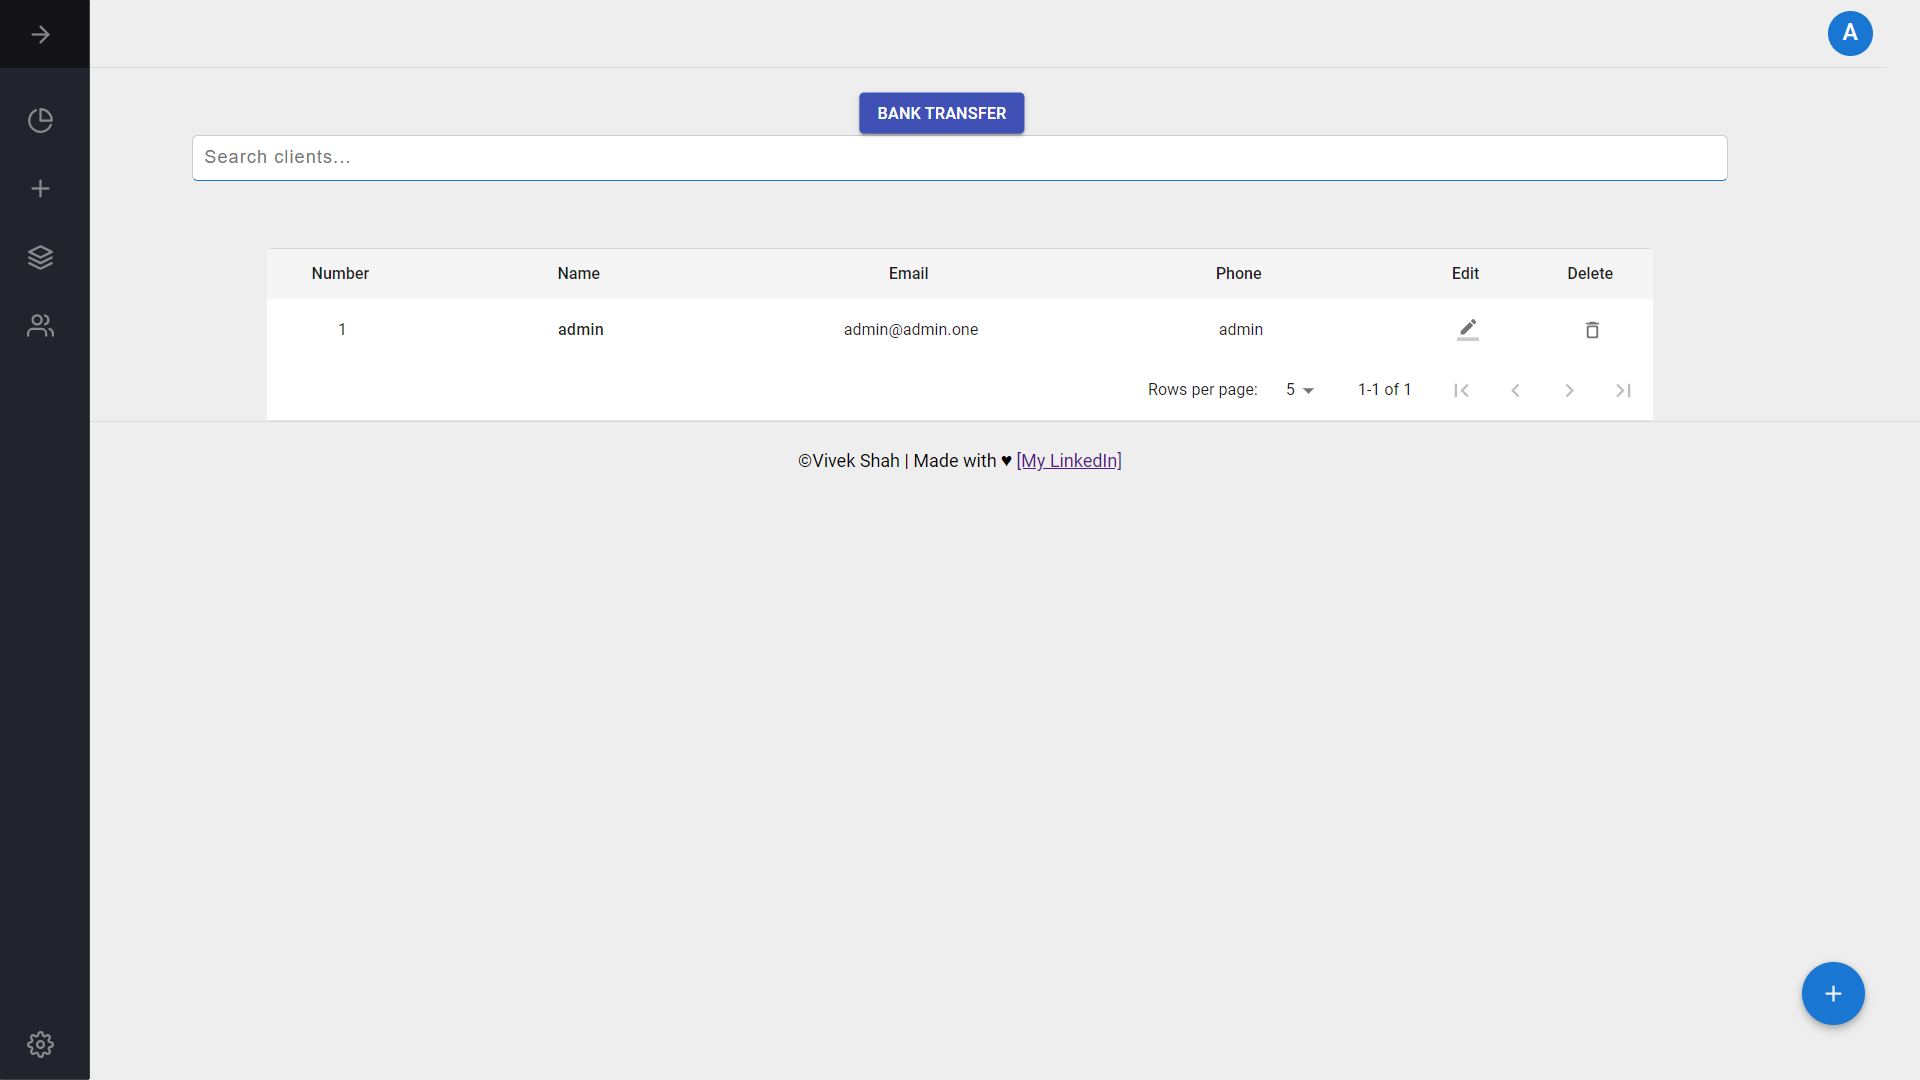 A
BANK TRANSFER
Search clients...
Number Name Email Phone Edit Delete
1 admin admin@admin.one admin
Rows per page: 5 1-1 of 1
©Vivek Shah | Made with ♥ [My LinkedIn]